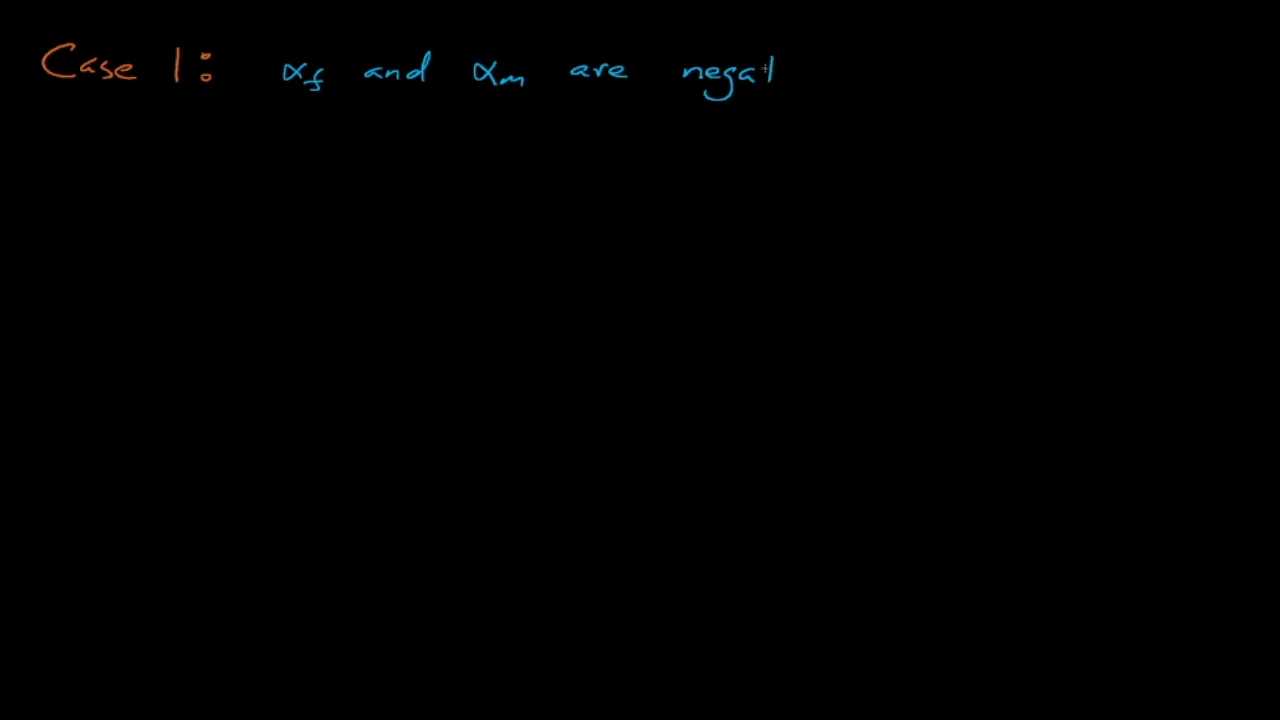 Case 1: αf and αm are negat